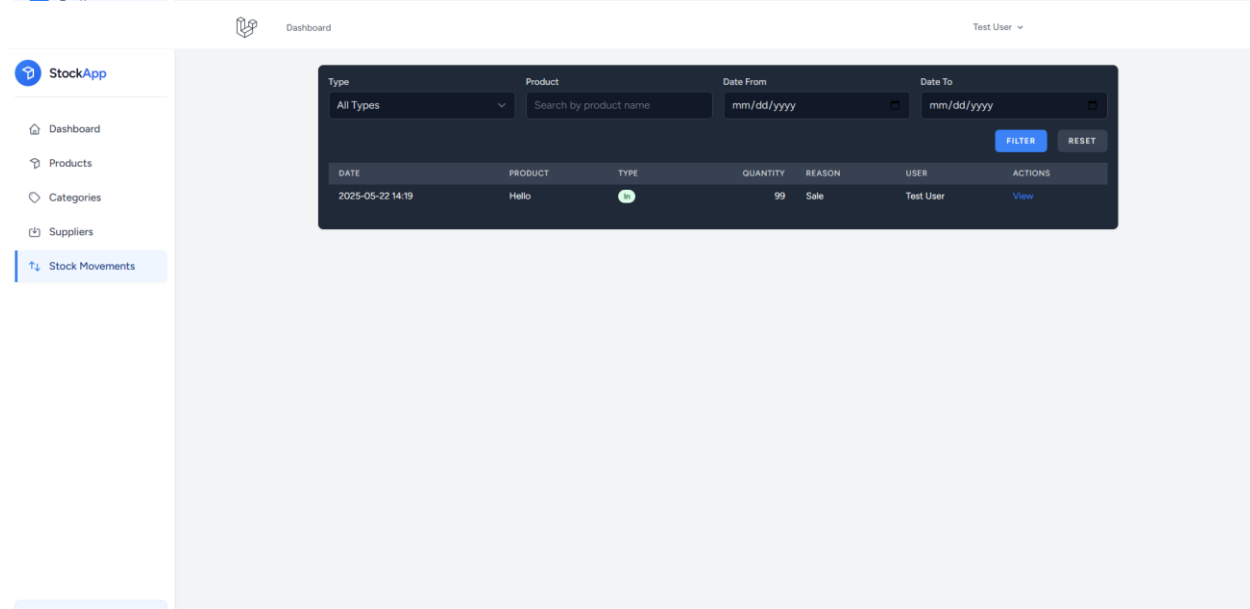 Dashboard
Test User
StockApp
Dashboard
Products
Categories
Suppliers
Stock Movements
Type Product Date From Date To
All Types Search by product name mm/dd/yyyy mm/dd/yyyy
FILTER RESET
DATE PRODUCT TYPE QUANTITY REASON USER ACTIONS
2025-05-22 14:19 Hello In 99 Sale Test User View